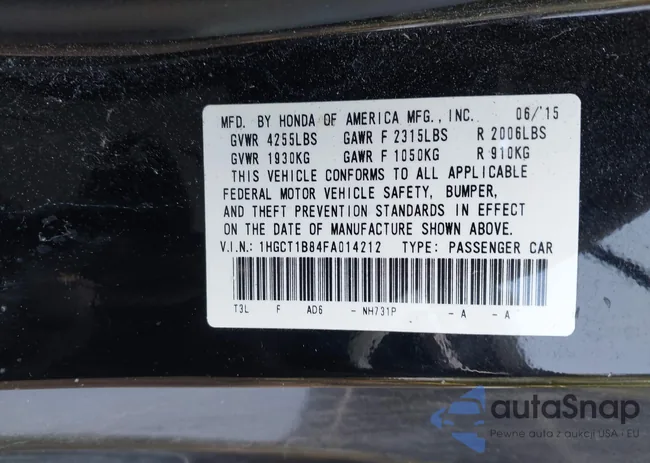 MFD. BY HONDA OF AMERICA MFG., INC. 06/'15
GVWR 4255LBS GAWR F 2315LBS R 2006LBS
GVWR 1930KG GAWR F 1050KG R 910KG
THIS VEHICLE CONFORMS TO ALL APPLICABLE
FEDERAL MOTOR VEHICLE SAFETY, BUMPER,
AND THEFT PREVENTION STANDARDS IN EFFECT
ON THE DATE OF MANUFACTURE SHOWN ABOVE.
V.I.N.: 1HGCT1B84FA014212 TYPE: PASSENGER CAR
T3L F AD6 - NH731P - A - A
autoSnap
Pewne auta z aukcji USA i EU